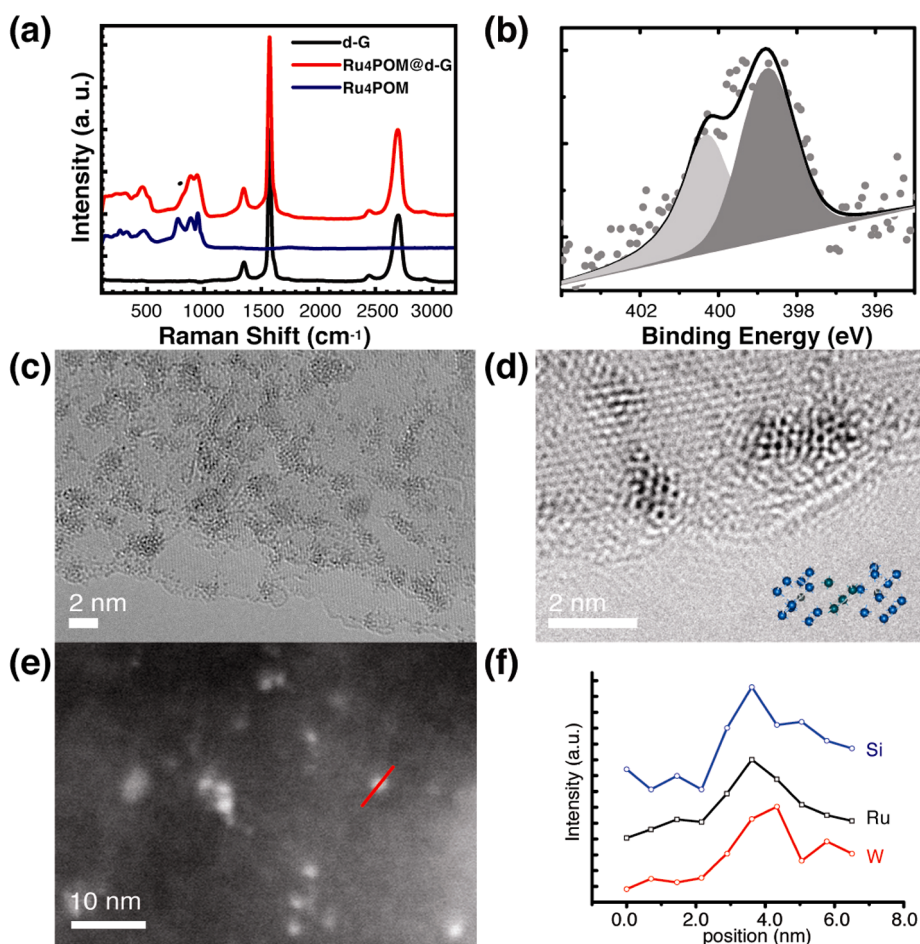 (a)
d-G
Ru4POM@d-G
Ru4POM
Intensity (a. u.)
500 1000 1500 2000 2500 3000
Raman Shift (cm-1)
(b)
402 400 398 396
Binding Energy (eV)
(c)
2 nm
(d)
2 nm
(e)
10 nm
(f)
Intensity (a.u.)
Si
Ru
W
0.0 2.0 4.0 6.0 8.0
position (nm)